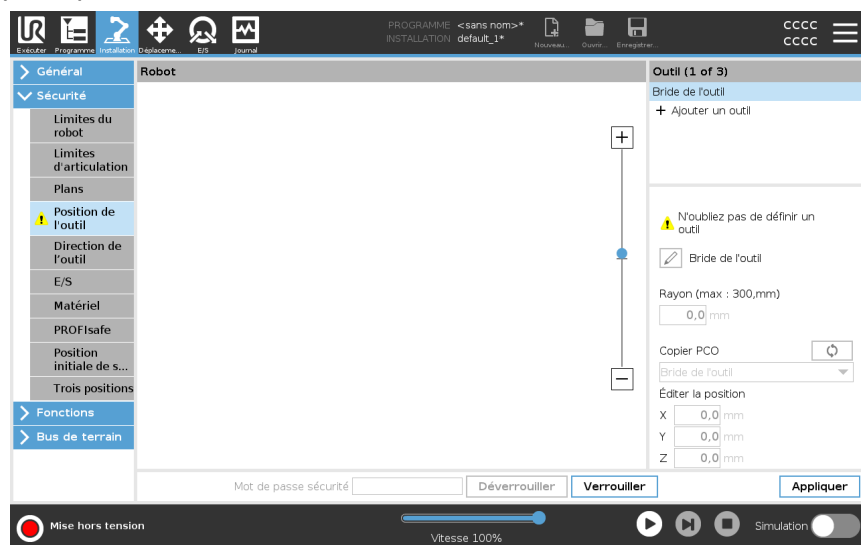 PROGRAMME <sans nom>*
INSTALLATION default_1*
Exécuter Programme Installation Déplaceme... E/S Journal
Nouveau... Ouvrir... Enregistrer...
cccc
cccc
Général
Sécurité
Limites du
robot
Limites
d'articulation
Plans
Position de
l'outil
Direction de
l'outil
E/S
Matériel
PROFIsafe
Position
initiale de s...
Trois positions
Fonctions
Bus de terrain
Robot
Outil (1 of 3)
Bride de l'outil
+ Ajouter un outil
N'oubliez pas de définir un
outil
Bride de l'outil
Rayon (max : 300,mm)
0,0 mm
Copier PCO
Bride de l'outil
Éditer la position
X 0,0 mm
Y 0,0 mm
Z 0,0 mm
Mot de passe sécurité Déverrouiller Verrouiller Appliquer
Mise hors tension
Vitesse 100%
Simulation